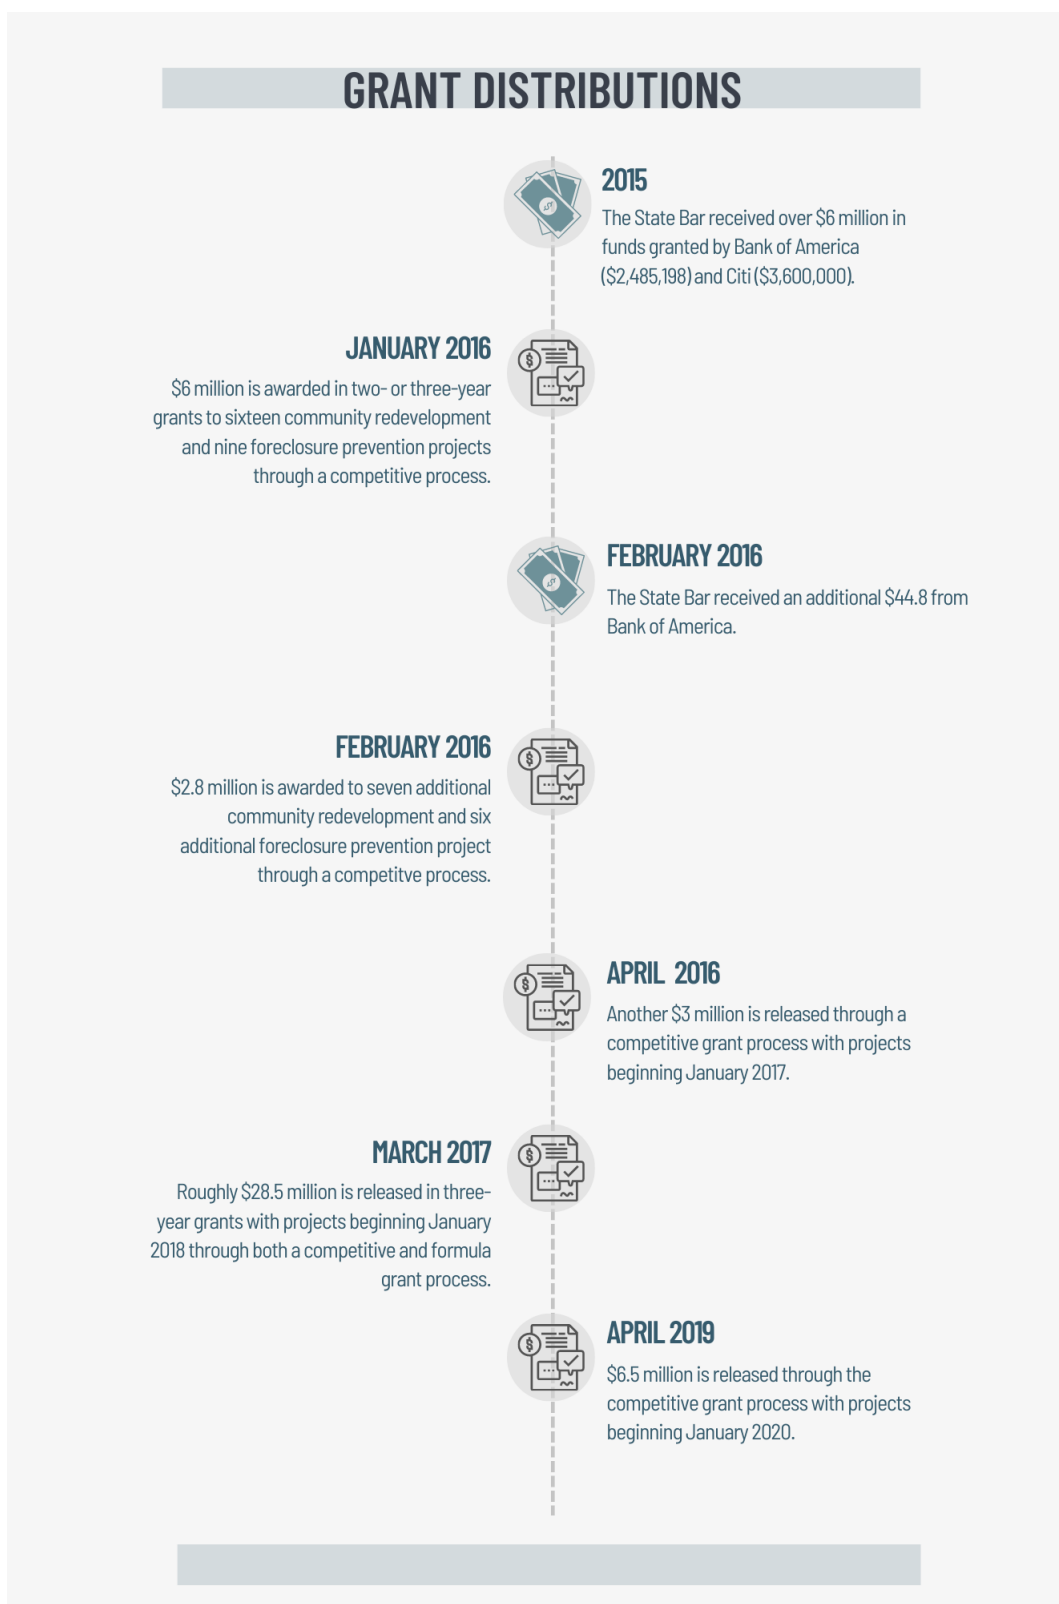 GRANT DISTRIBUTIONS
2015
The State Bar received over $6 million in
funds granted by Bank of America
($2,485,198) and Citi ($3,600,000).
JANUARY 2016
$6 million is awarded in two- or three-year
grants to sixteen community redevelopment
and nine foreclosure prevention projects
through a competitive process.
FEBRUARY 2016
The State Bar received an additional $44.8 from
Bank of America.
FEBRUARY 2016
$2.8 million is awarded to seven additional
community redevelopment and six
additional foreclosure prevention project
through a competitve process.
APRIL 2016
Another $3 million is released through a
competitive grant process with projects
beginning January 2017.
MARCH 2017
Roughly $28.5 million is released in three-
year grants with projects beginning January
2018 through both a competitive and formula
grant process.
APRIL 2019
$6.5 million is released through the
competitive grant process with projects
beginning January 2020.